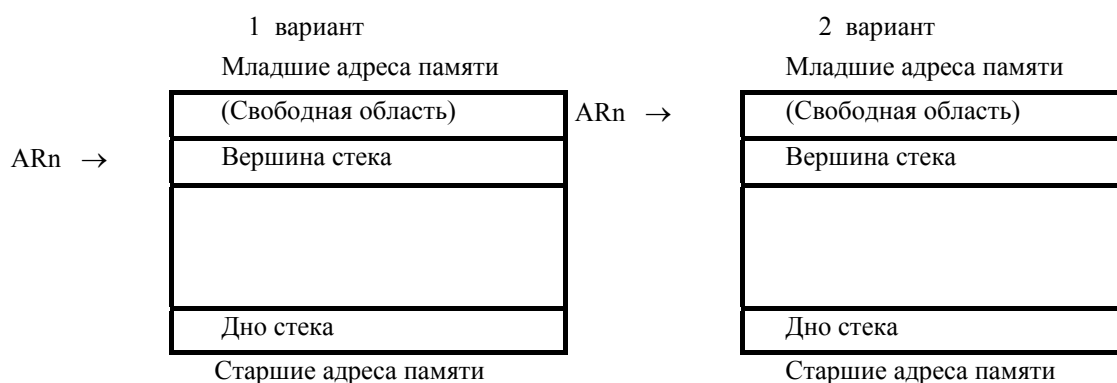 1 вариант 2 вариант
Младшие адреса памяти Младшие адреса памяти
(Свободная область) ARn → (Свободная область)
ARn → Вершина стека Вершина стека
Дно стека Дно стека
Старшие адреса памяти Старшие адреса памяти